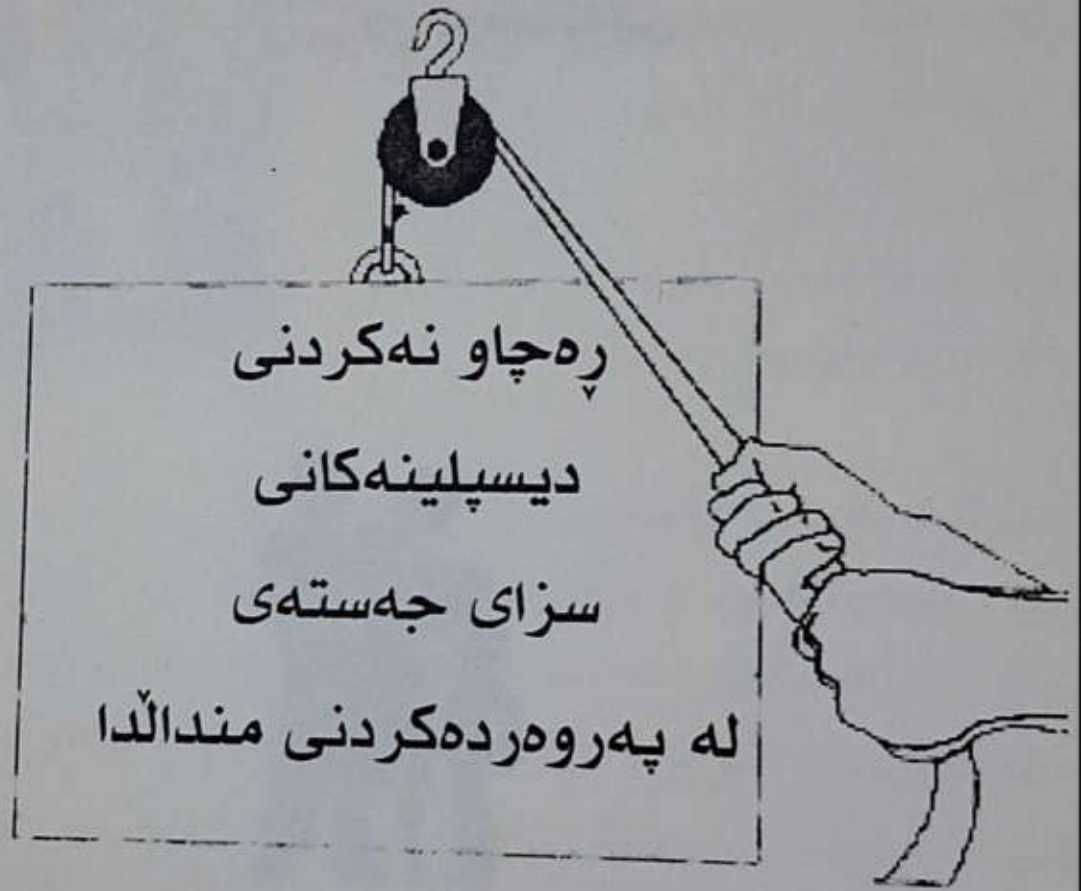 ڕەچاو نەکردنی
دیسپلینەکانی
سزای جەستەی
لە پەروەردەکردنی منداڵدا